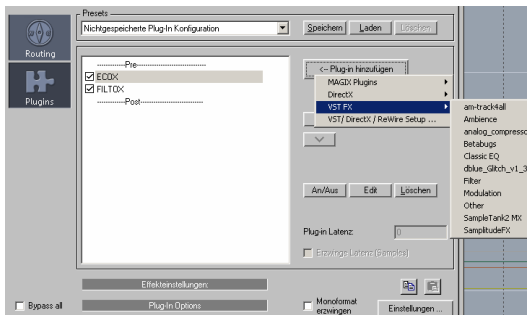 Presets
Nichtgespeicherte Plug-In Konfiguration
Speichern
Laden
Löschen
Routing
Plugins
--------------Pre--------------------------------
ECOX
FILTOX
--------------Post-----------------------------
<-- Plug-in hinzufügen
MAGIX Plugins
DirectX
VST FX
VST/ DirectX / ReWire Setup ...
am-track4all
Ambience
analog_compresso
Betabugs
Classic EQ
dblue_Glitch_v1_3
Filter
Modulation
Other
SampleTank2 MX
SamplitudeFX
An/Aus
Edit
Löschen
Plug-in Latenz:
0
Erzwinge Latenz (Samples)
Effekteinstellungen:
Bypass all
Plug-In Options
Monoformat
erzwingen
Einstellungen ...